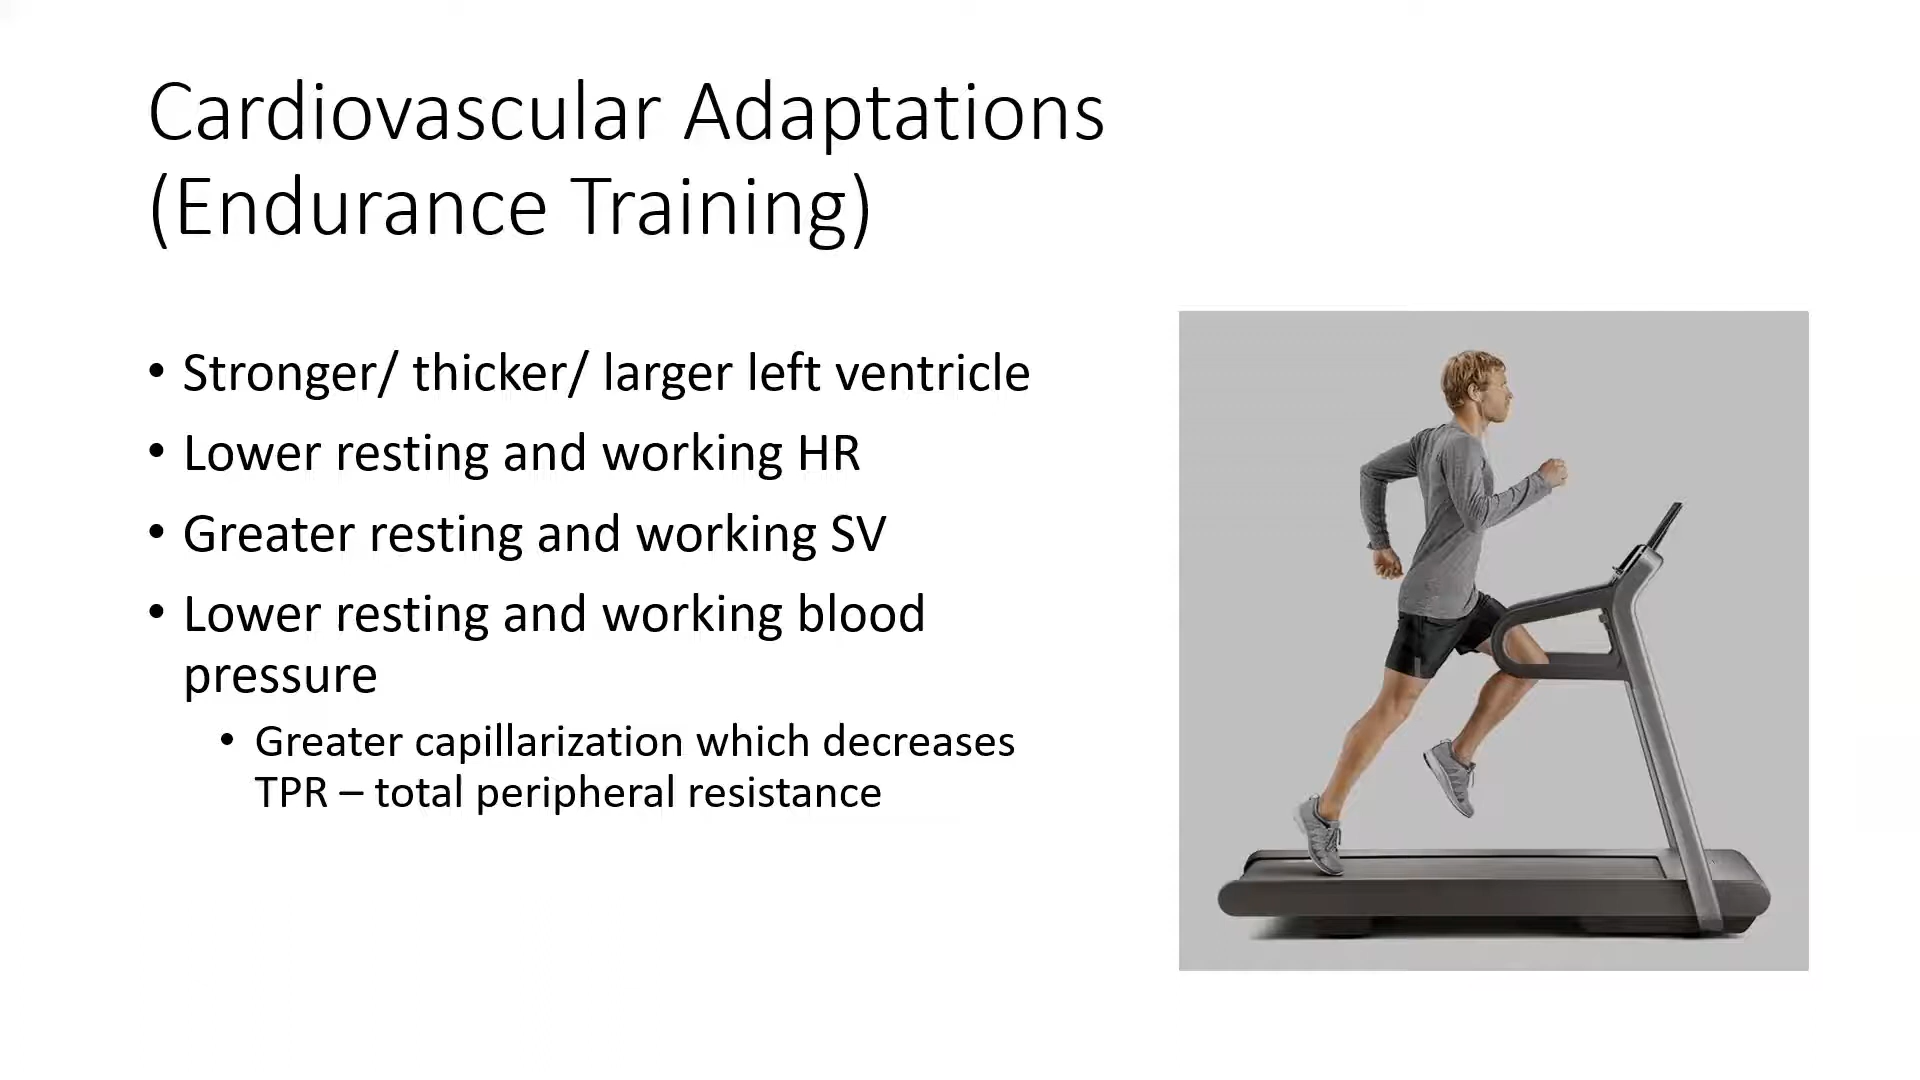 Cardiovascular Adaptations
(Endurance Training)
• Stronger/ thicker/ larger left ventricle
• Lower resting and working HR
• Greater resting and working SV
• Lower resting and working blood
pressure
• Greater capillarization which decreases
TPR – total peripheral resistance